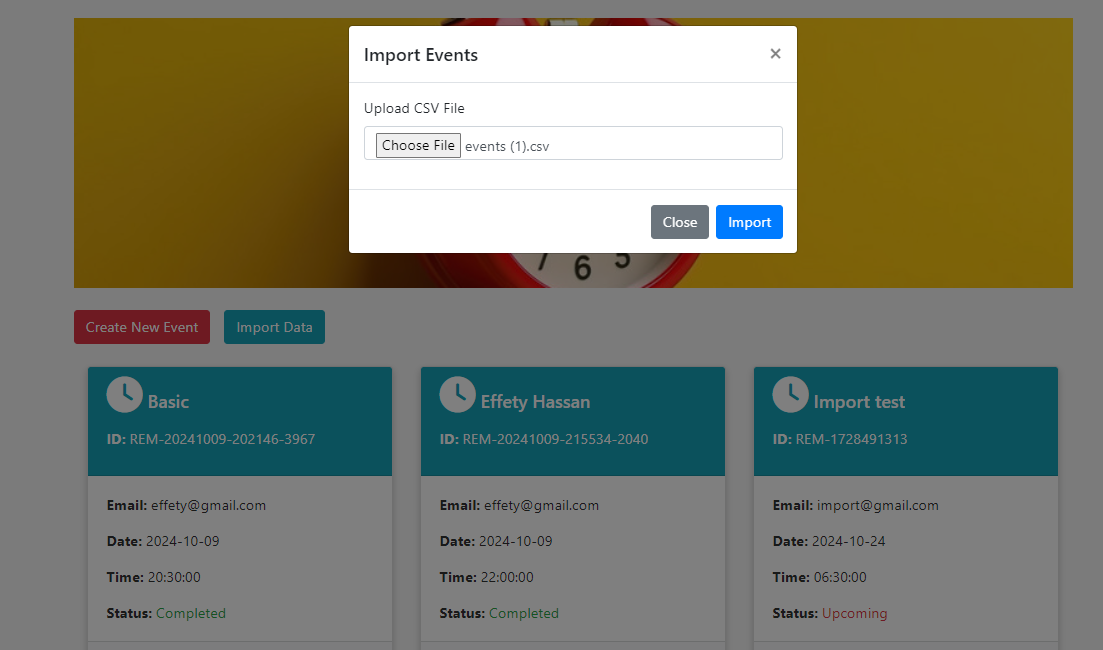 Import Events
×
Upload CSV File
Choose File events (1).csv
Close Import
7 6 5
Create New Event Import Data
Basic
ID: REM-20241009-202146-3967
Email: effety@gmail.com
Date: 2024-10-09
Time: 20:30:00
Status: Completed
Effety Hassan
ID: REM-20241009-215534-2040
Email: effety@gmail.com
Date: 2024-10-09
Time: 22:00:00
Status: Completed
Import test
ID: REM-1728491313
Email: import@gmail.com
Date: 2024-10-24
Time: 06:30:00
Status: Upcoming